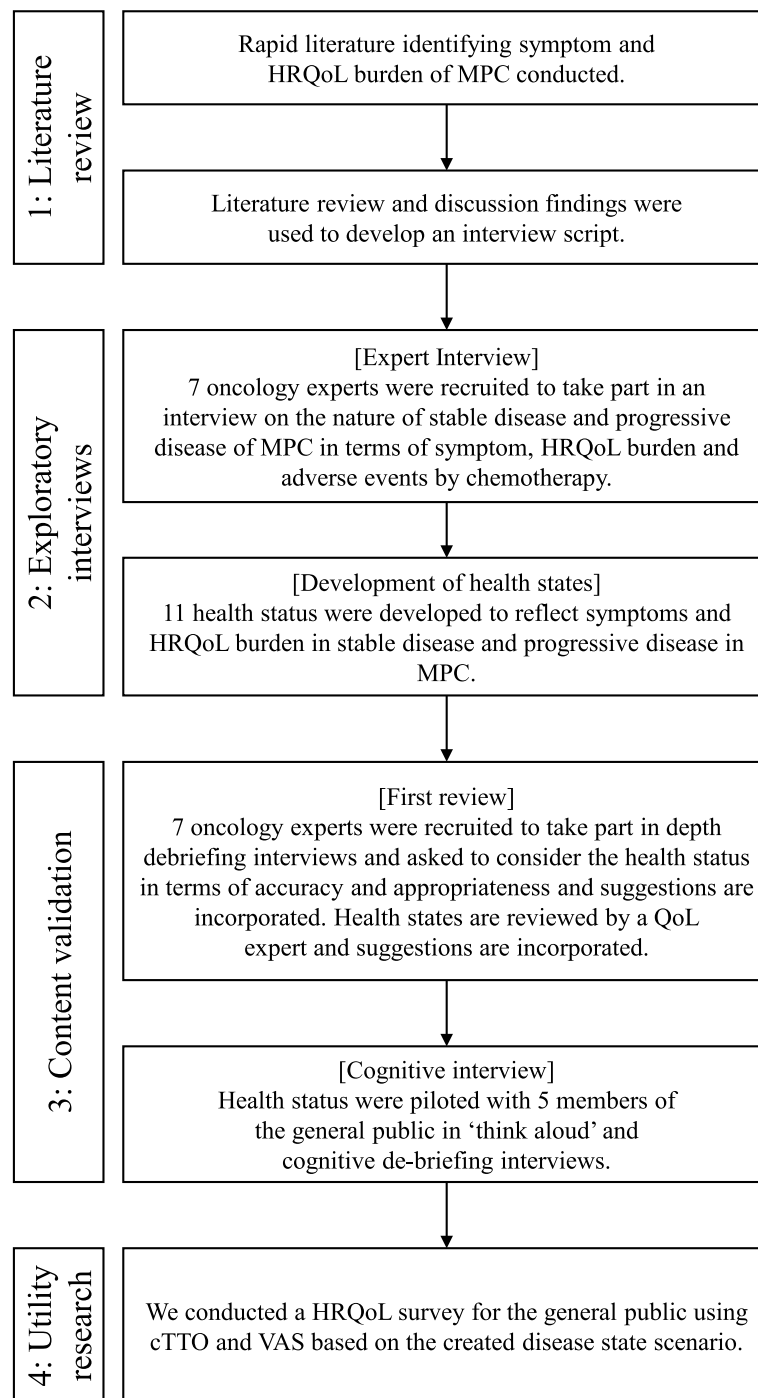 1: Literature
review
Rapid literature identifying symptom and
HRQoL burden of MPC conducted.
Literature review and discussion findings were
used to develop an interview script.
2: Exploratory
interviews
[Expert Interview]
7 oncology experts were recruited to take part in an
interview on the nature of stable disease and progressive
disease of MPC in terms of symptom, HRQoL burden and
adverse events by chemotherapy.
[Development of health states]
11 health status were developed to reflect symptoms and
HRQoL burden in stable disease and progressive disease in
MPC.
3: Content validation
[First review]
7 oncology experts were recruited to take part in depth
debriefing interviews and asked to consider the health status
in terms of accuracy and appropriateness and suggestions are
incorporated. Health states are reviewed by a QoL
expert and suggestions are incorporated.
[Cognitive interview]
Health status were piloted with 5 members of
the general public in ‘think aloud’ and
cognitive de-briefing interviews.
4: Utility
research
We conducted a HRQoL survey for the general public using
cTTO and VAS based on the created disease state scenario.